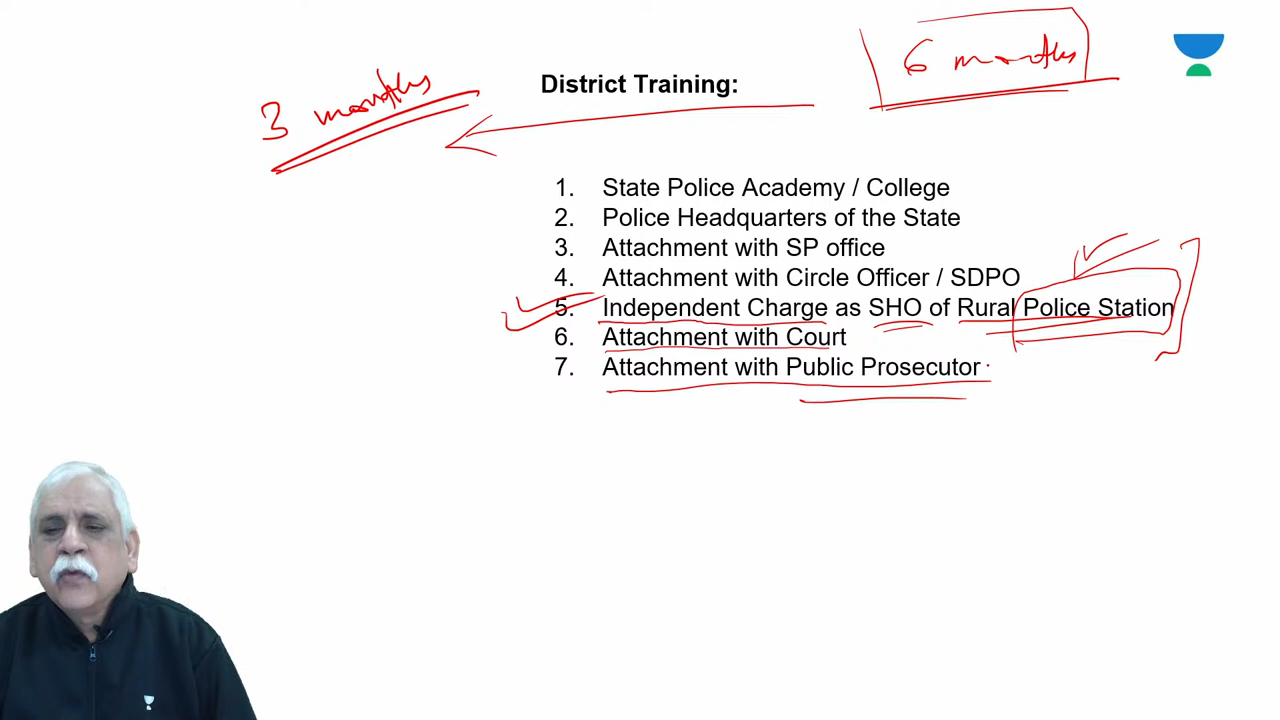 6 months
3 months
District Training:
1. State Police Academy / College
2. Police Headquarters of the State
3. Attachment with SP office
4. Attachment with Circle Officer / SDPO
5. Independent Charge as SHO of Rural Police Station
6. Attachment with Court
7. Attachment with Public Prosecutor